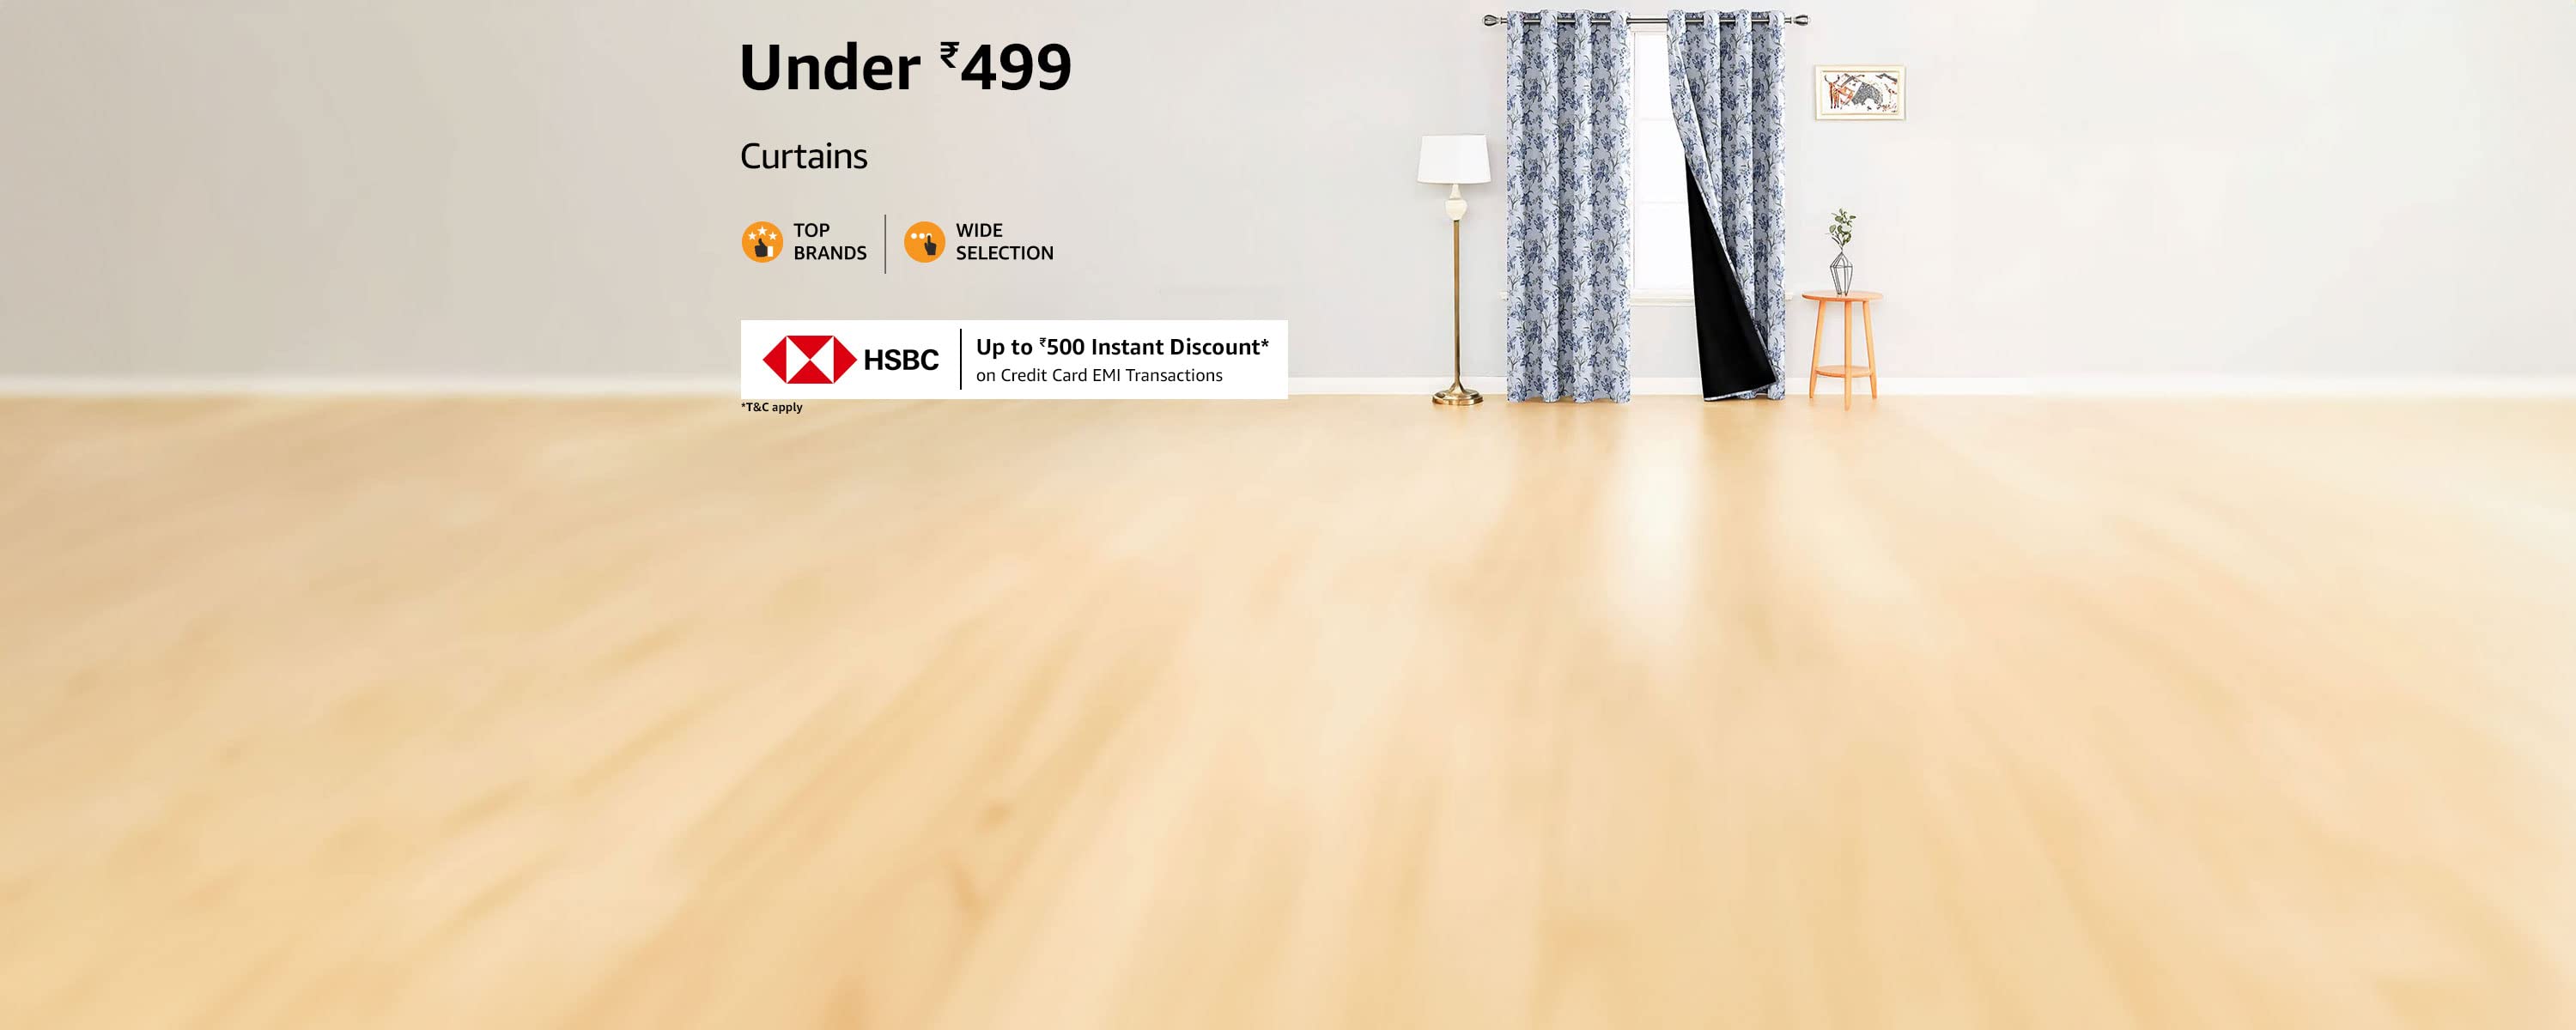 Under ₹499
Curtains
TOP
BRANDS
WIDE
SELECTION
HSBC
Up to ₹500 Instant Discount*
on Credit Card EMI Transactions
*T&C apply